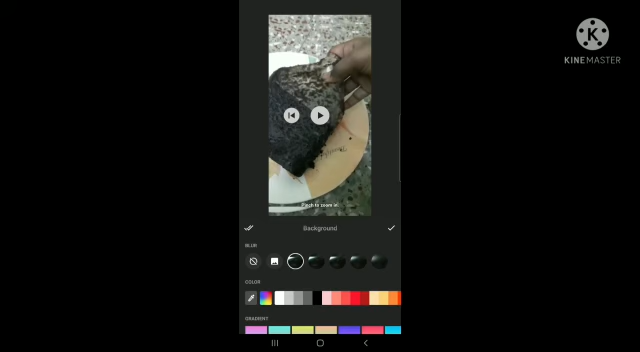 KINEMASTER
Pinch to zoom in
Background
BLUR
COLOR
GRADIENT